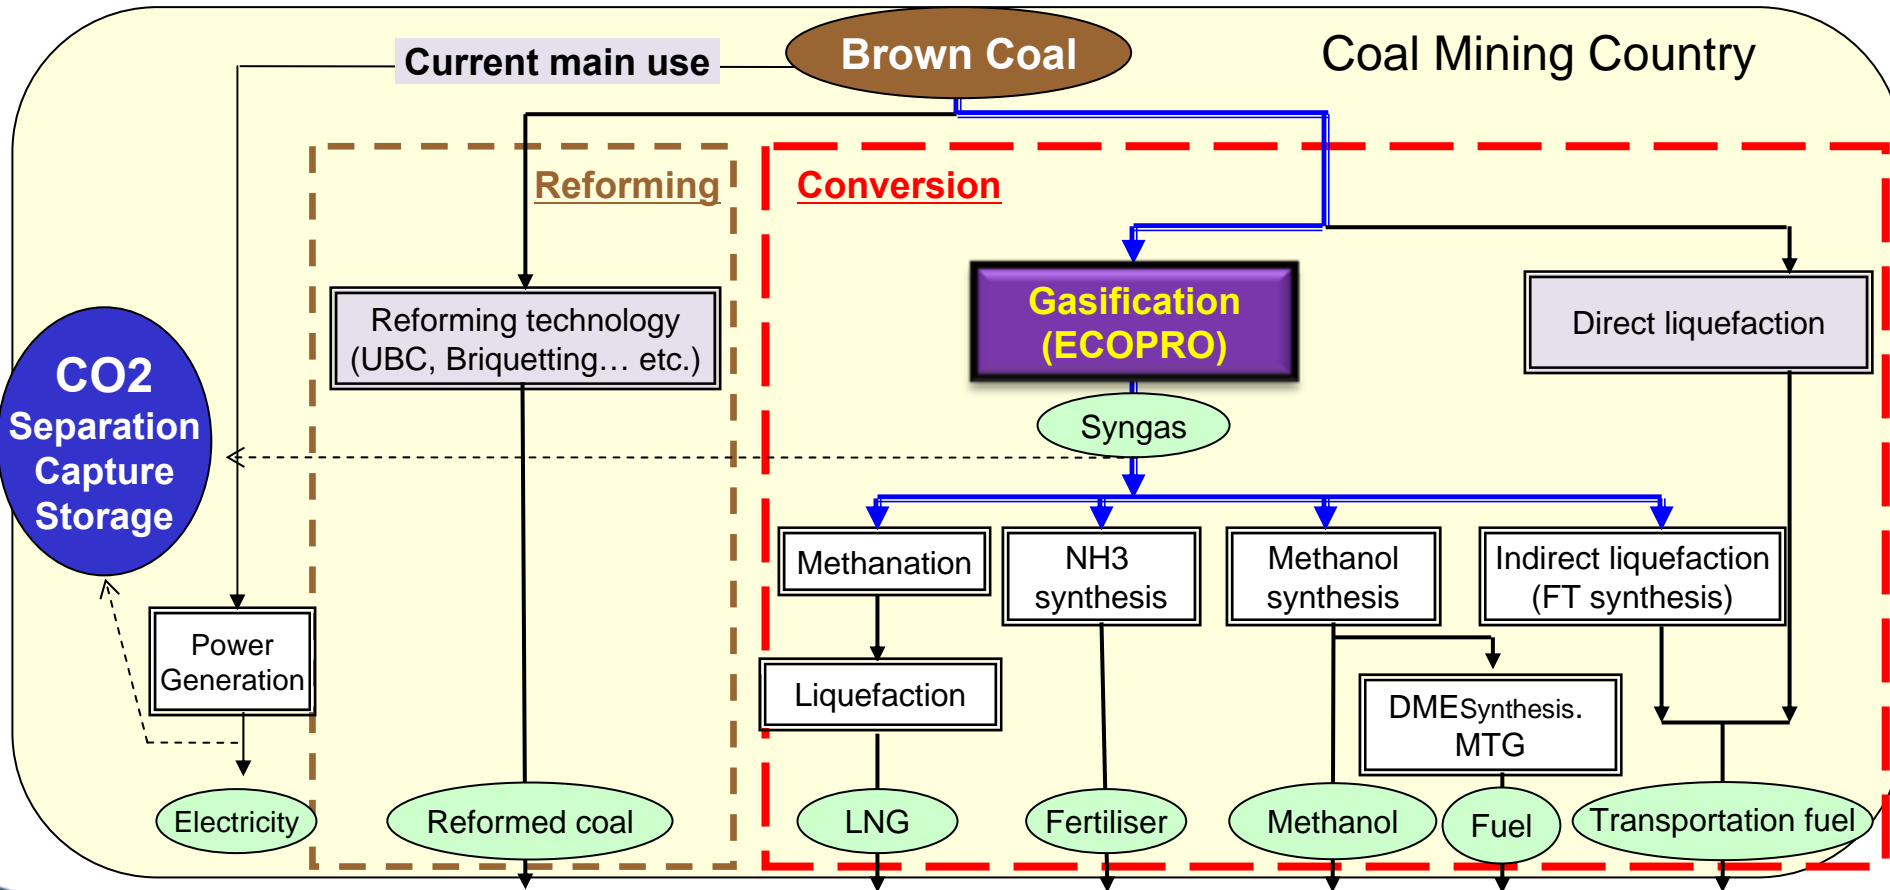 Current main use
Brown Coal
Coal Mining Country
Reforming
Conversion
Reforming technology
(UBC, Briquetting… etc.)
Gasification
(ECOPRO)
Direct liquefaction
CO2
Separation
Capture
Storage
Syngas
Methanation
NH3
synthesis
Methanol
synthesis
Indirect liquefaction
(FT synthesis)
Power
Generation
Liquefaction
DMESynthesis.
MTG
Electricity
Reformed coal
LNG
Fertiliser
Methanol
Fuel
Transportation fuel